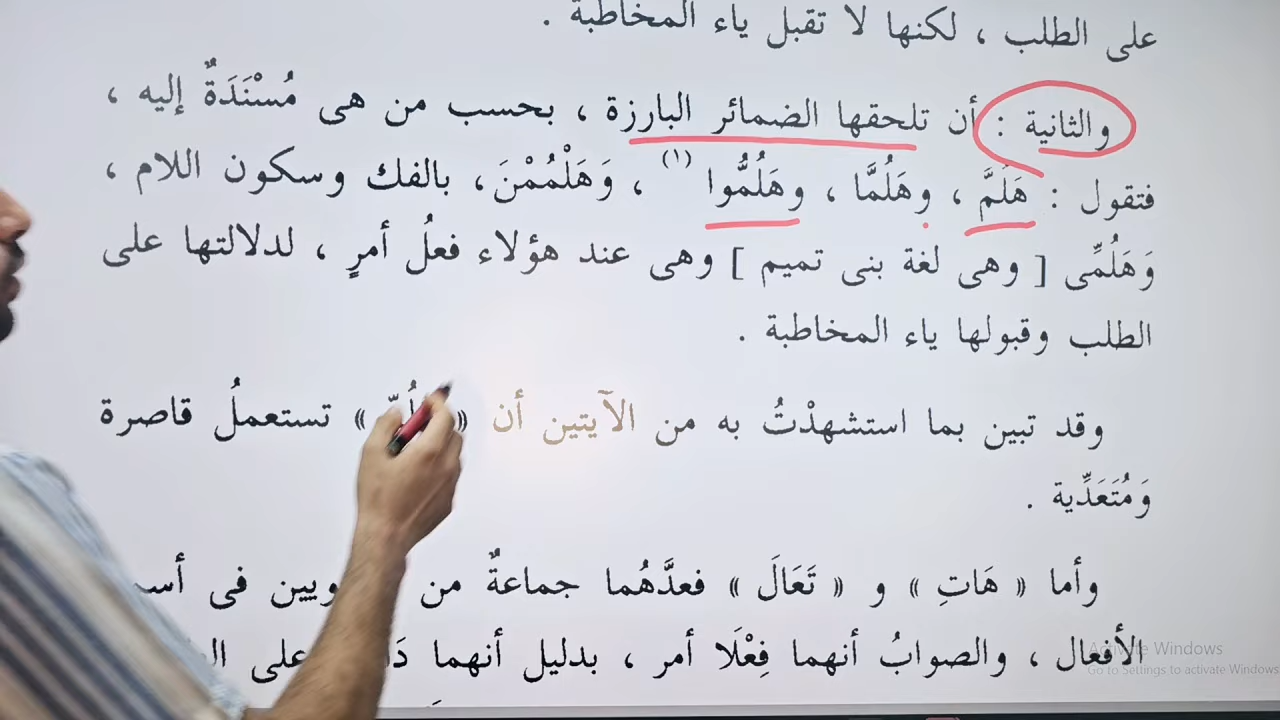 على الطلب ، لكنها لا تقبل ياء المخاطبة .
والثانية : أن تلحقها الضمائر البارزة ، بحسب من هى مُسْنَدَةٌ إليه ،
فتقول : هَلُمَّ ، وهَلُمَّا ، وهَلُمُّوا (١) ، وَهَلْمُمْنَ ، بالفك وسكون اللام ،
وَهَلُمِّى [ وهى لغة بنى تميم ] وهى عند هؤلاء فعلُ أمرٍ ، لدلالتها على
الطلب وقبولها ياء المخاطبة .
وقد تبين بما استشهدْتُ به من الآيتين أن « » تستعملُ قاصرة
وَمُتَعَدِّية .
وأما « هَاتِ » و « تَعَالَ » فعدَّهُما جماعةٌ من فى
الأفعال ، والصوابُ أنهما فِعْلَا أمر ، بدليل أنهما على
Activate Windows
Go to Settings to activate Windows